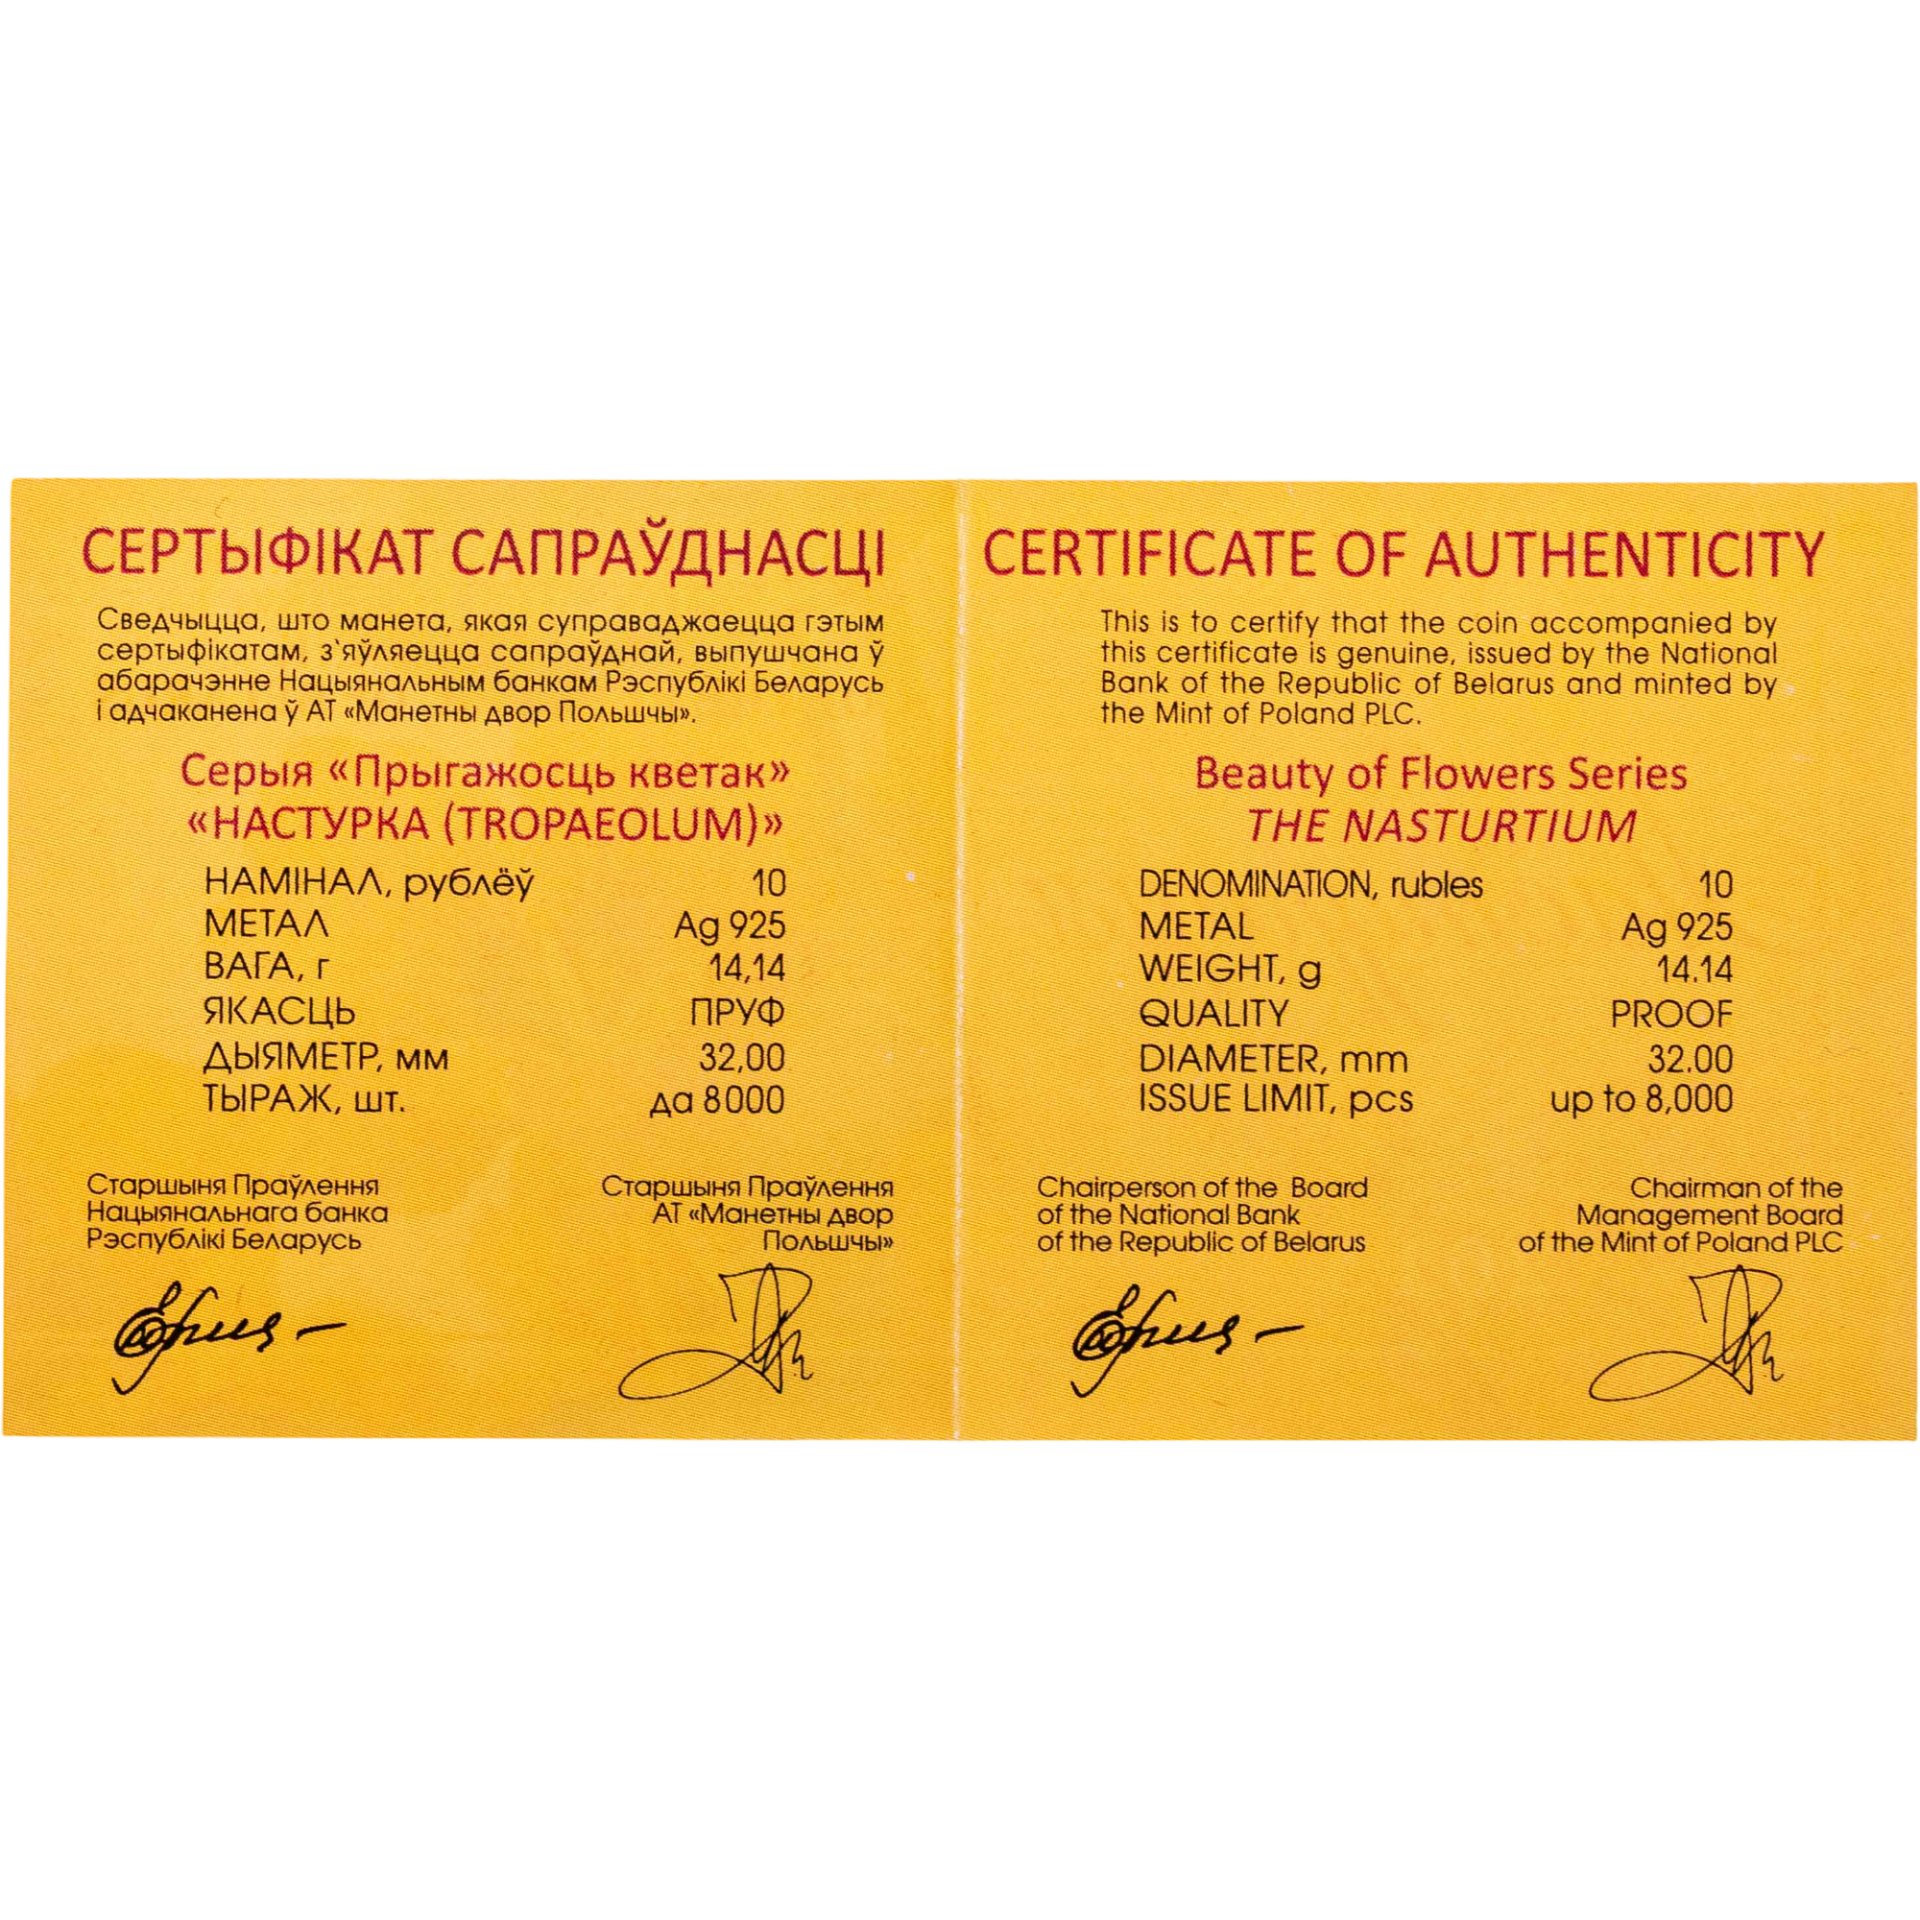 СЕРТЫФІКАТ САПРАЎДНАСЦІ
Сведчыцца, што манета, якая суправаджаецца гэтым
сертыфікатам, з`яўляецца сапраўднай, выпушчана ў
абарачэнне Нацыянальным банкам Рэспублікі Беларусь
і адчаканена ў АТ «Манетны двор Польшчы».
Серыя «Прыгажосць кветак»
«НАСТУРКА (TROPAEOLUM)»
НАМІНАЛ, рублёў 10
МЕТАЛ Ag 925
ВАГА, г 14,14
ЯКАСЦЬ ПРУФ
ДЫЯМЕТР, мм 32,00
ТЫРАЖ, шт. да 8000
Старшыня Праўлення
Нацыянальнага банка
Рэспублікі Беларусь
Старшыня Праўлення
АТ «Манетны двор
Польшчы»
CERTIFICATE OF AUTHENTICITY
This is to certify that the coin accompanied by
this certificate is genuine, issued by the National
Bank of the Republic of Belarus and minted by
the Mint of Poland PLC.
Beauty of Flowers Series
THE NASTURTIUM
DENOMINATION, rubles 10
METAL Ag 925
WEIGHT, g 14.14
QUALITY PROOF
DIAMETER, mm 32.00
ISSUE LIMIT, pcs up to 8,000
Chairperson of the Board
of the National Bank
of the Republic of Belarus
Chairman of the
Management Board
of the Mint of Poland PLC